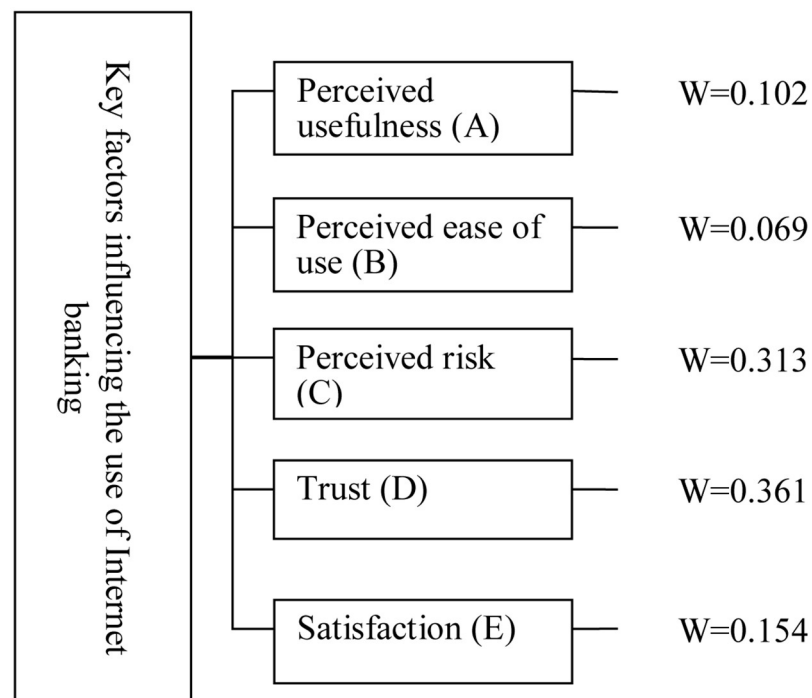 Key factors influencing the use of Internet
banking
Perceived
usefulness (A)
W=0.102
Perceived ease of
use (B)
W=0.069
Perceived risk
(C)
W=0.313
Trust (D)
W=0.361
Satisfaction (E)
W=0.154